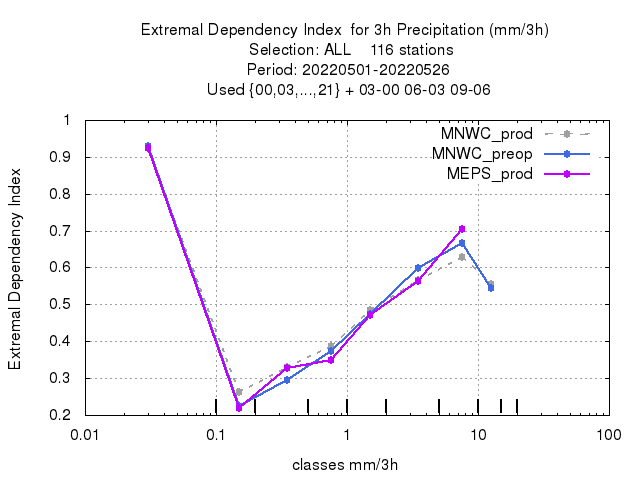 Extremal Dependency Index for 3h Precipitation (mm/3h)
Selection: ALL 116 stations
Period: 20220501-20220526
Used {00,03,...,21} + 03-00 06-03 09-06
MNWC_prod
MNWC_preop
MEPS_prod
Extremal Dependency Index
1
0.9
0.8
0.7
0.6
0.5
0.4
0.3
0.2
0.01
0.1
1
10
100
classes mm/3h